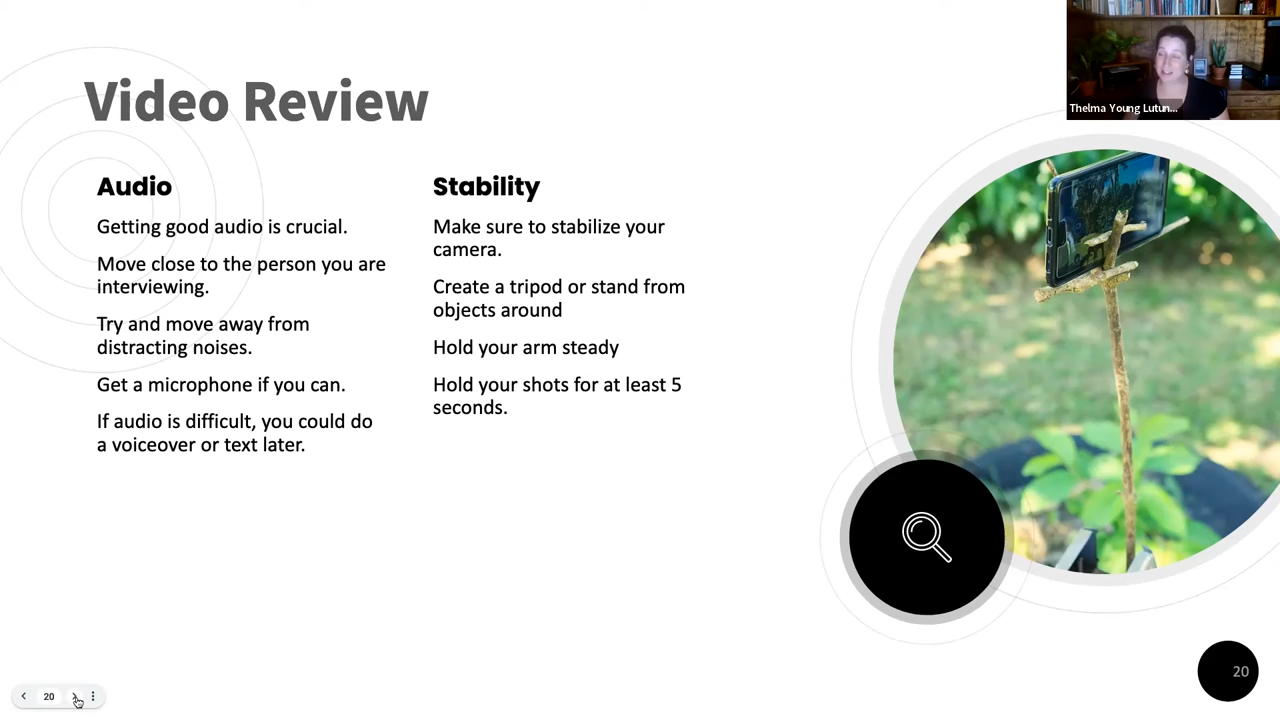 Video Review
Thelma Young Lutun...
Audio
Getting good audio is crucial.
Move close to the person you are
interviewing.
Try and move away from
distracting noises.
Get a microphone if you can.
If audio is difficult, you could do
a voiceover or text later.
Stability
Make sure to stabilize your
camera.
Create a tripod or stand from
objects around
Hold your arm steady
Hold your shots for at least 5
seconds.
20
20